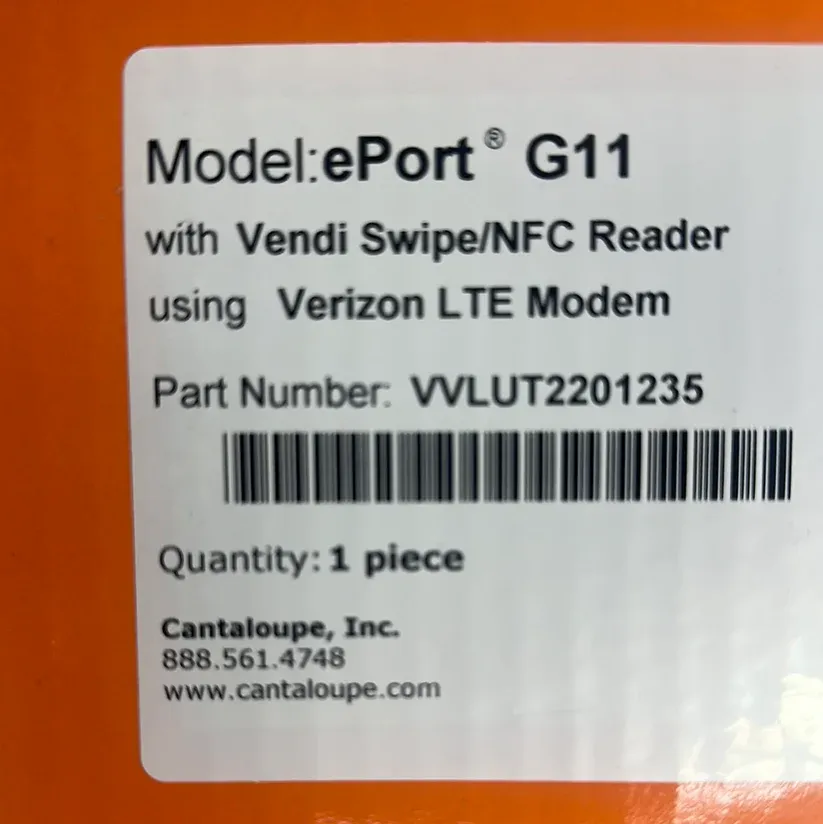 Model:ePort® G11
with Vendi Swipe/NFC Reader
using Verizon LTE Modem
Part Number: VVLUT2201235
Quantity: 1 piece
Cantaloupe, Inc.
888.561.4748
www.cantaloupe.com